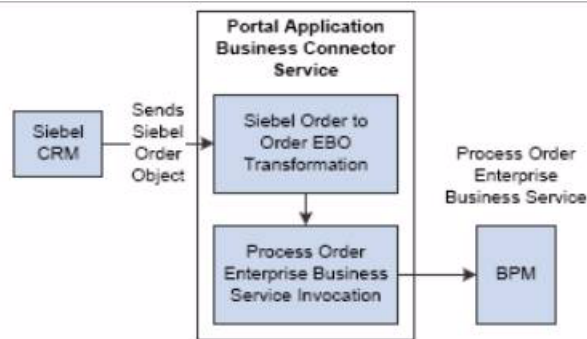 Portal Application
Business Connector
Service
Siebel
CRM
Sends
Siebel
Order
Object
Siebel Order to
Order EBO
Transformation
Process Order
Enterprise Business
Service Invocation
Process Order
Enterprise
Business Service
BPM